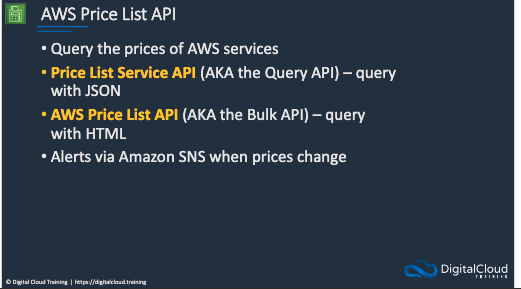 AWS Price List API
• Query the prices of AWS services
• Price List Service API (AKA the Query API) – query
with JSON
• AWS Price List API (AKA the Bulk API) – query
with HTML
• Alerts via Amazon SNS when prices change
DigitalCloud
TRAINING
© Digital Cloud Training | https://digitalcloud.training